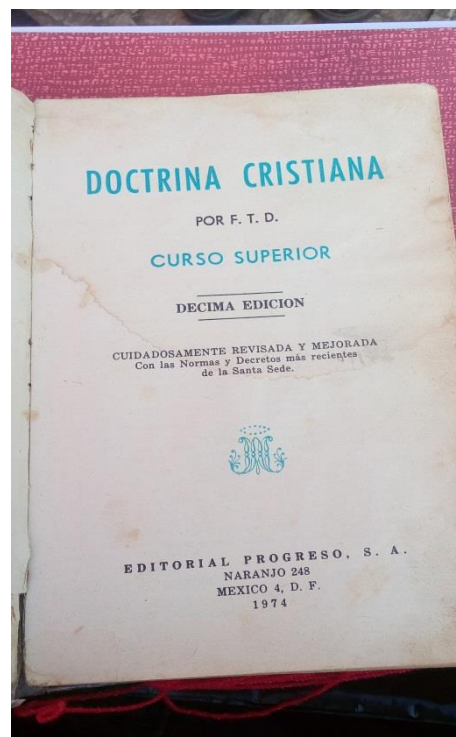 DOCTRINA CRISTIANA
POR F. T. D.
CURSO SUPERIOR
DECIMA EDICION
CUIDADOSAMENTE REVISADA Y MEJORADA
Con las Normas y Decretos más recientes
de la Santa Sede.
EDITORIAL PROGRESO, S. A.
NARANJO 248
MEXICO 4, D. F.
1974